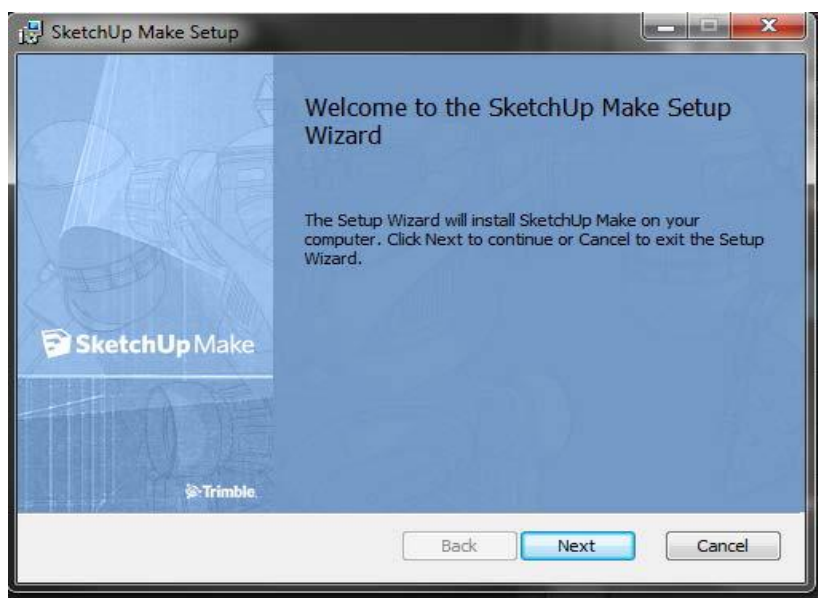 SketchUp Make Setup
Welcome to the SketchUp Make Setup
Wizard
The Setup Wizard will install SketchUp Make on your
computer. Click Next to continue or Cancel to exit the Setup
Wizard.
SketchUp Make
Trimble.
Back Next Cancel